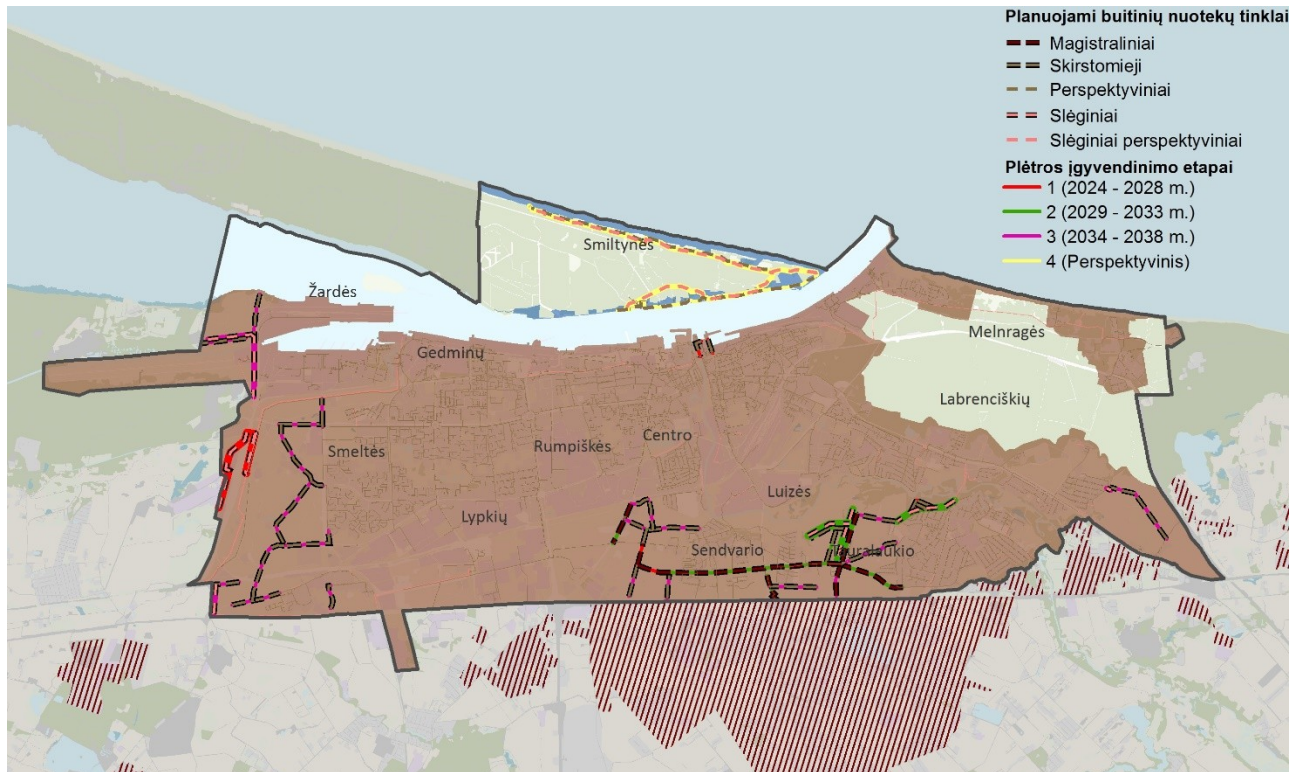 Planuojami buitinių nuotekų tinklai
Magistraliniai
Skirstomieji
Perspektyviniai
Slėginiai
Slėginiai perspektyviniai
Plėtros įgyvendinimo etapai
1 (2024 - 2028 m.)
2 (2029 - 2033 m.)
3 (2034 - 2038 m.)
4 (Perspektyvinis)
Smiltynės
Žardės
Melnragės
Gedminų
Labrenciškių
Centro
Smeltės
Rumpiškės
Luizės
Lypkių
Sendvario
Tauralaukio